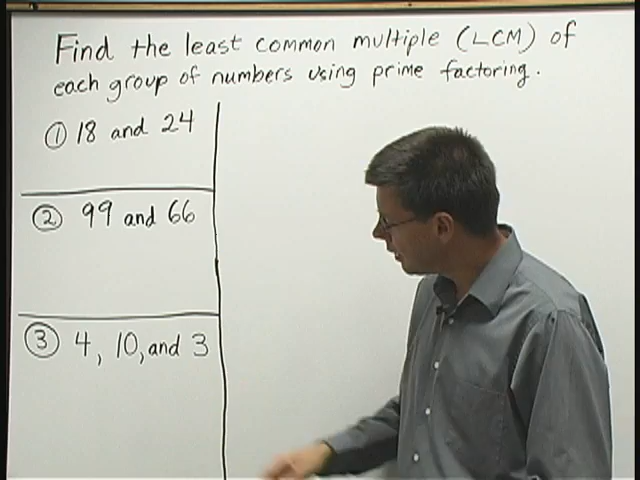 Find the least common multiple (LCM) of
each group of numbers using prime factoring.
① 18 and 24
② 99 and 66
③ 4, 10, and 3